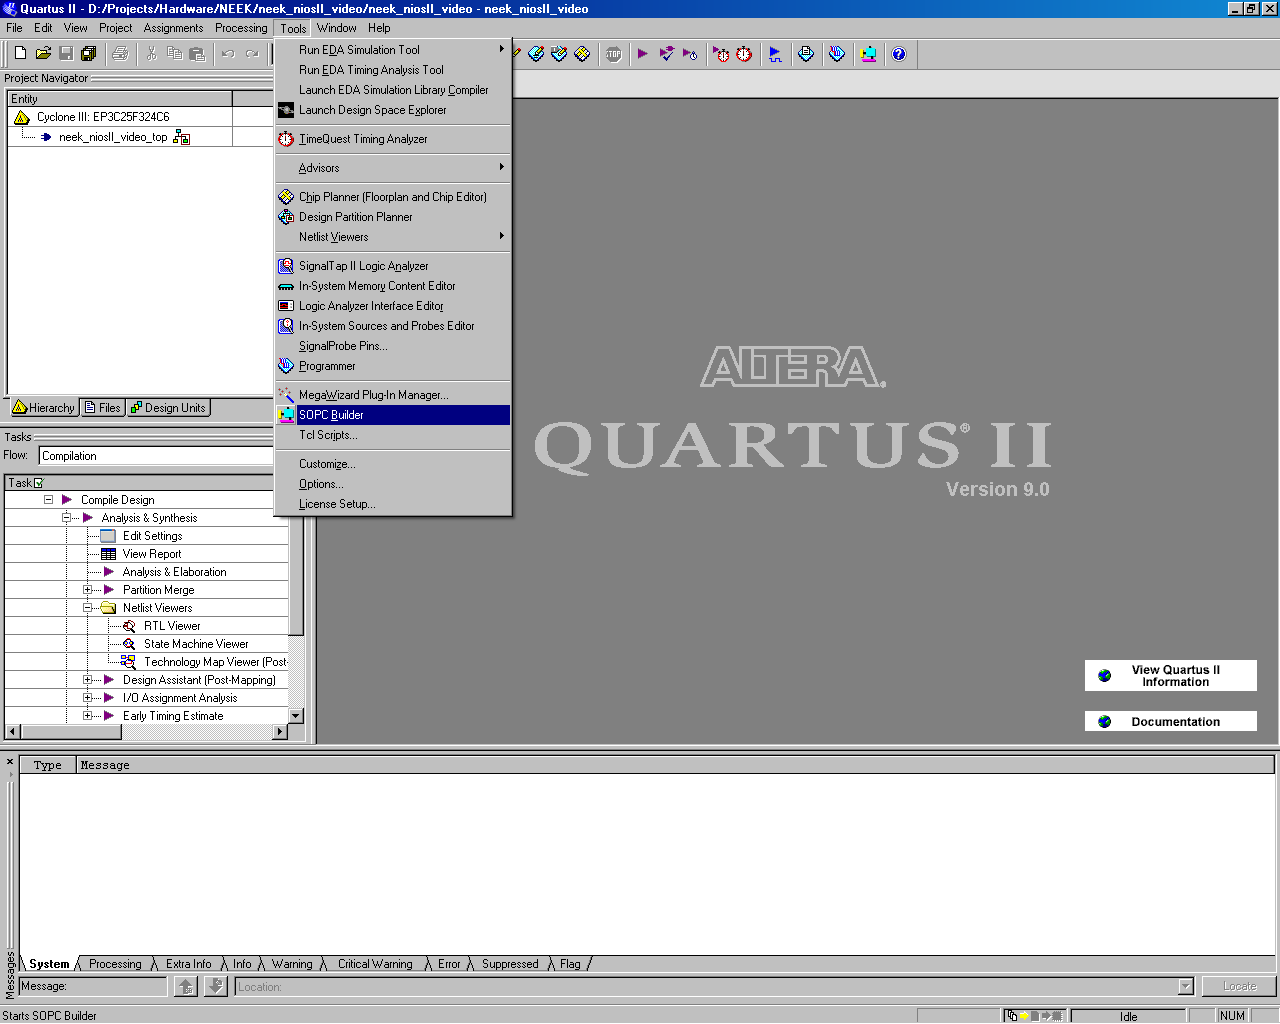 Quartus II - D:/Projects/Hardware/NEEK/neek_niosII_video/neek_niosII_video - neek_niosII_video
File Edit View Project Assignments Processing Tools Window Help
Project Navigator
Entity
Cyclone III: EP3C25F324C6
neek_niosII_video_top
Hierarchy Files Design Units
Run EDA Simulation Tool
Run EDA Timing Analysis Tool
Launch EDA Simulation Library Compiler
Launch Design Space Explorer
TimeQuest Timing Analyzer
Advisors
Chip Planner (Floorplan and Chip Editor)
Design Partition Planner
Netlist Viewers
SignalTap II Logic Analyzer
In-System Memory Content Editor
Logic Analyzer Interface Editor
In-System Sources and Probes Editor
SignalProbe Pins...
Programmer
MegaWizard Plug-In Manager...
SOPC Builder
Tcl Scripts...
Customize...
Options...
License Setup...
Tasks
Flow: Compilation
Task
Compile Design
Analysis & Synthesis
Edit Settings
View Report
Analysis & Elaboration
Partition Merge
Netlist Viewers
RTL Viewer
State Machine Viewer
Technology Map Viewer (Post-
Design Assistant (Post-Mapping)
I/O Assignment Analysis
Early Timing Estimate
ALTERA®
QUARTUS® II
Version 9.0
View Quartus II
Information
Documentation
Type Message
System Processing Extra Info Info Warning Critical Warning Error Suppressed Flag
Messages
Message: Location: Locate
Starts SOPC Builder Idle NUM